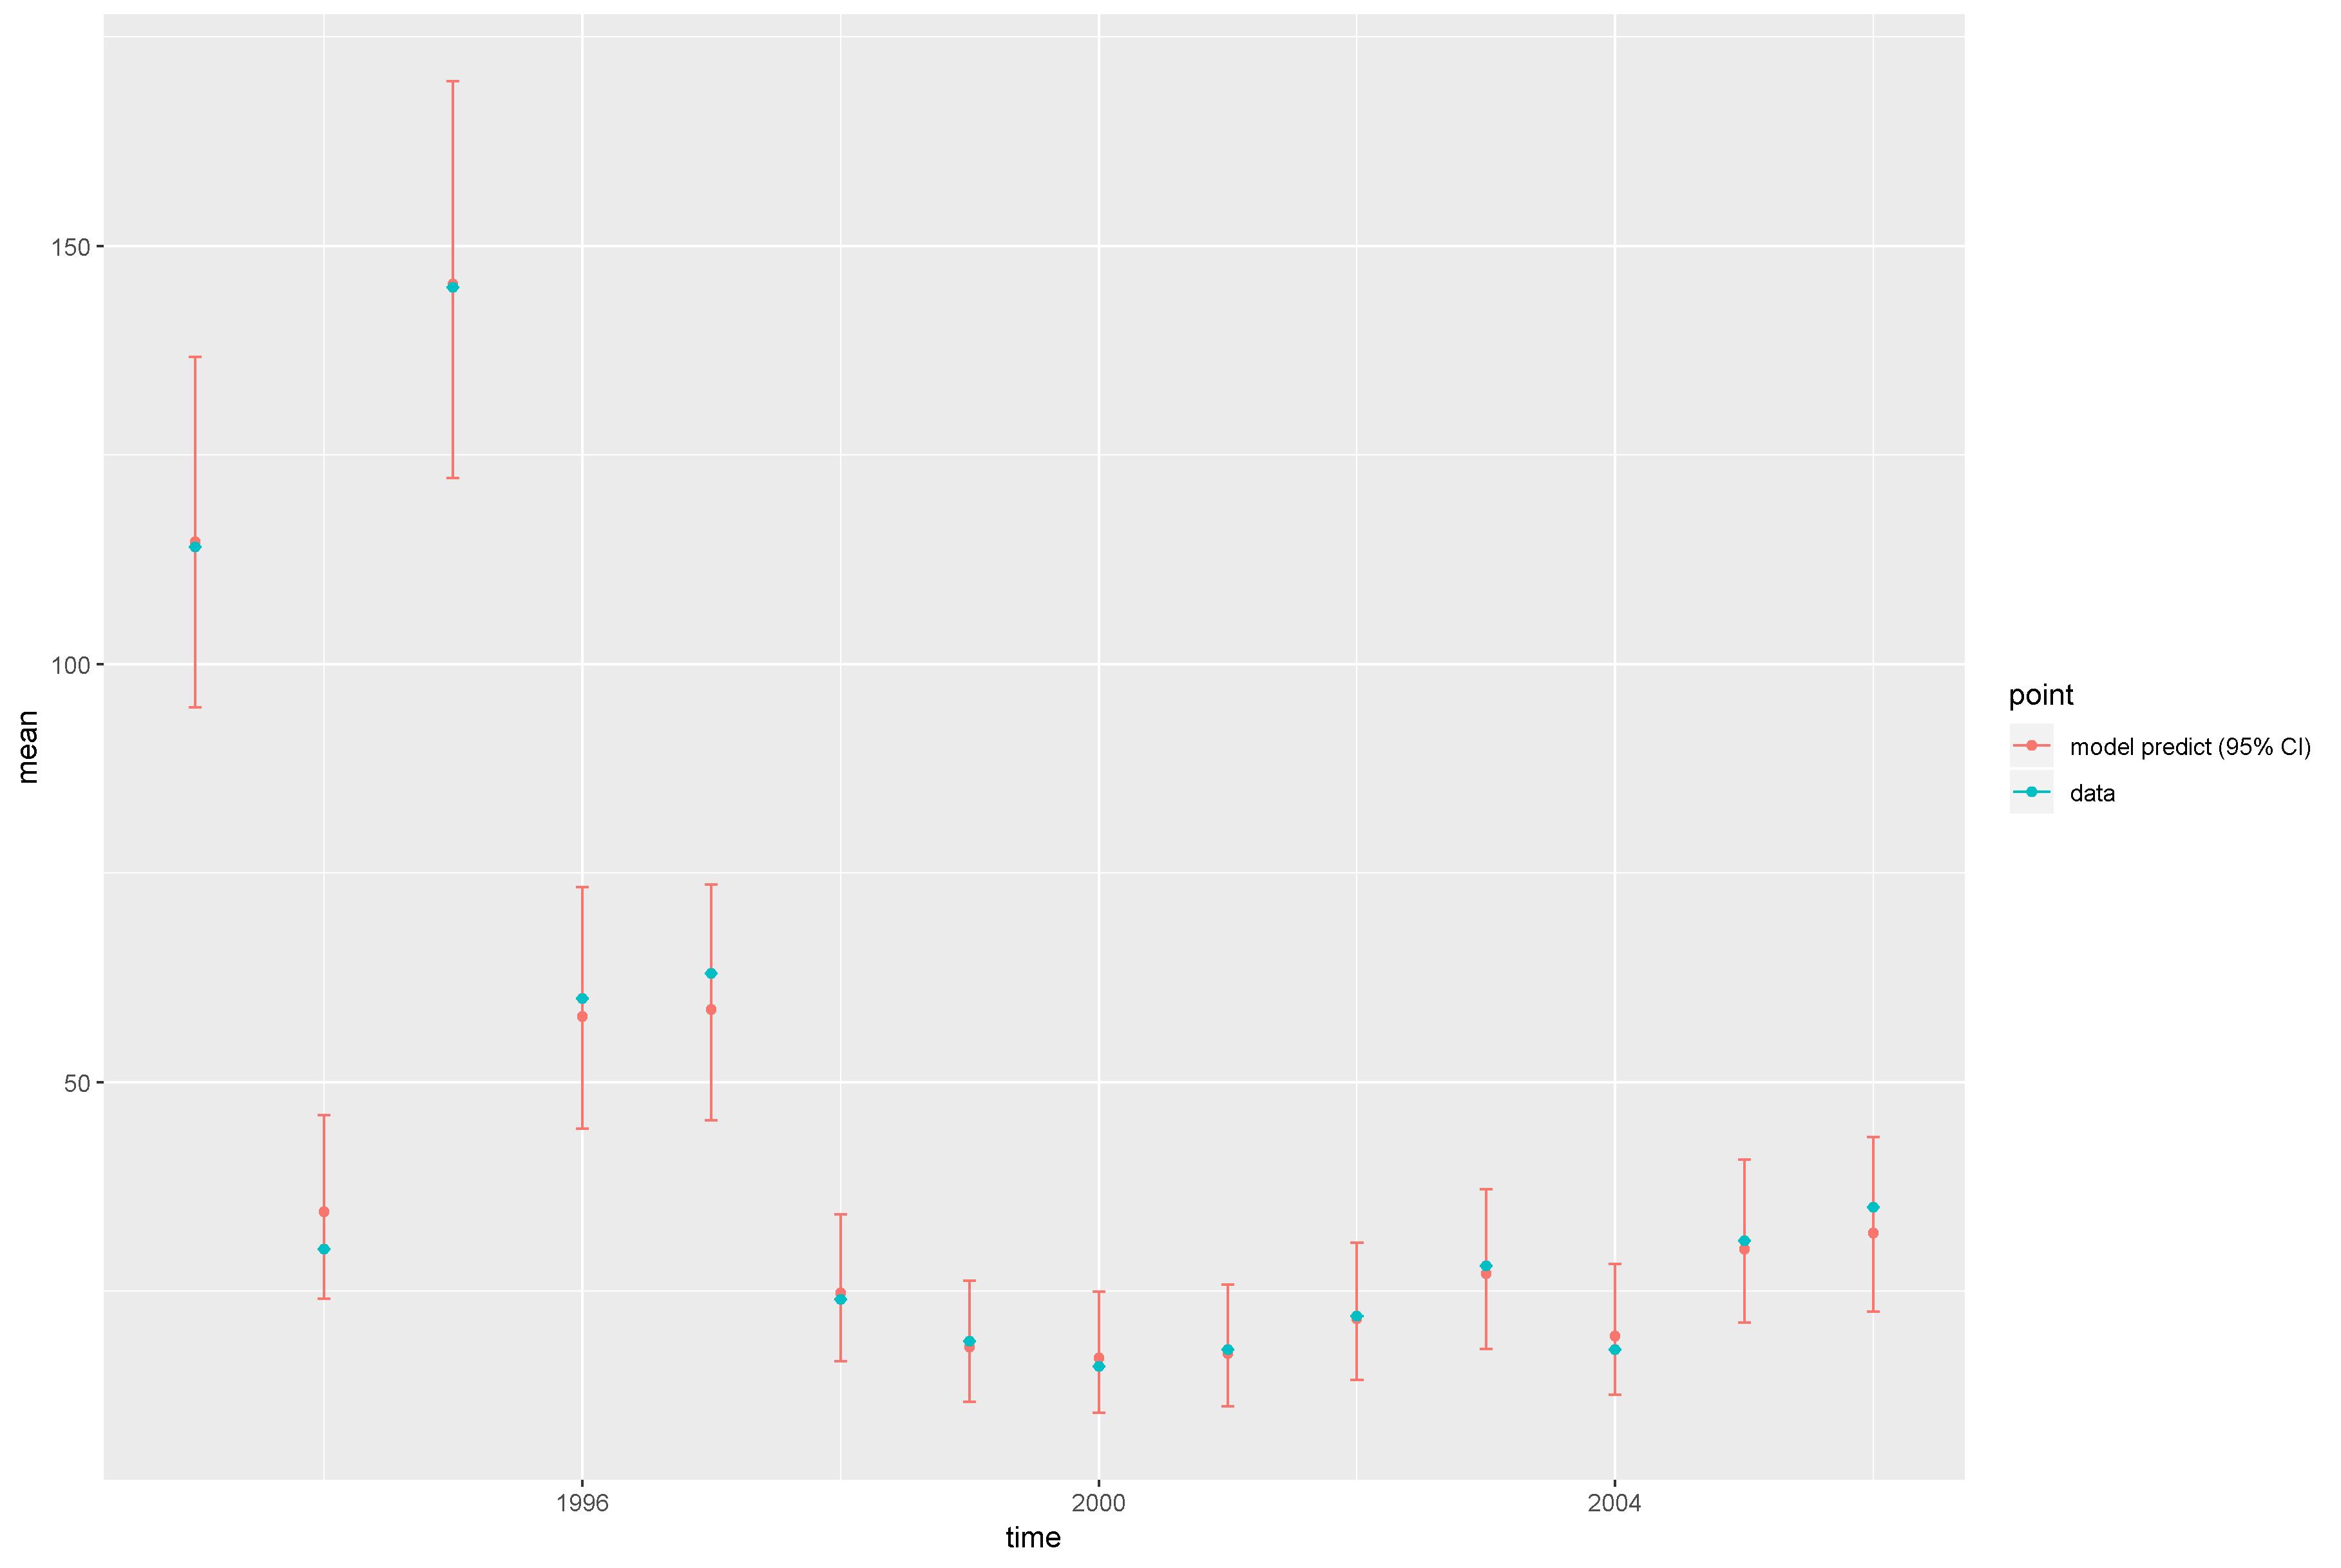 150
100
50
mean
1996
2000
2004
time
point
model predict (95% CI)
data